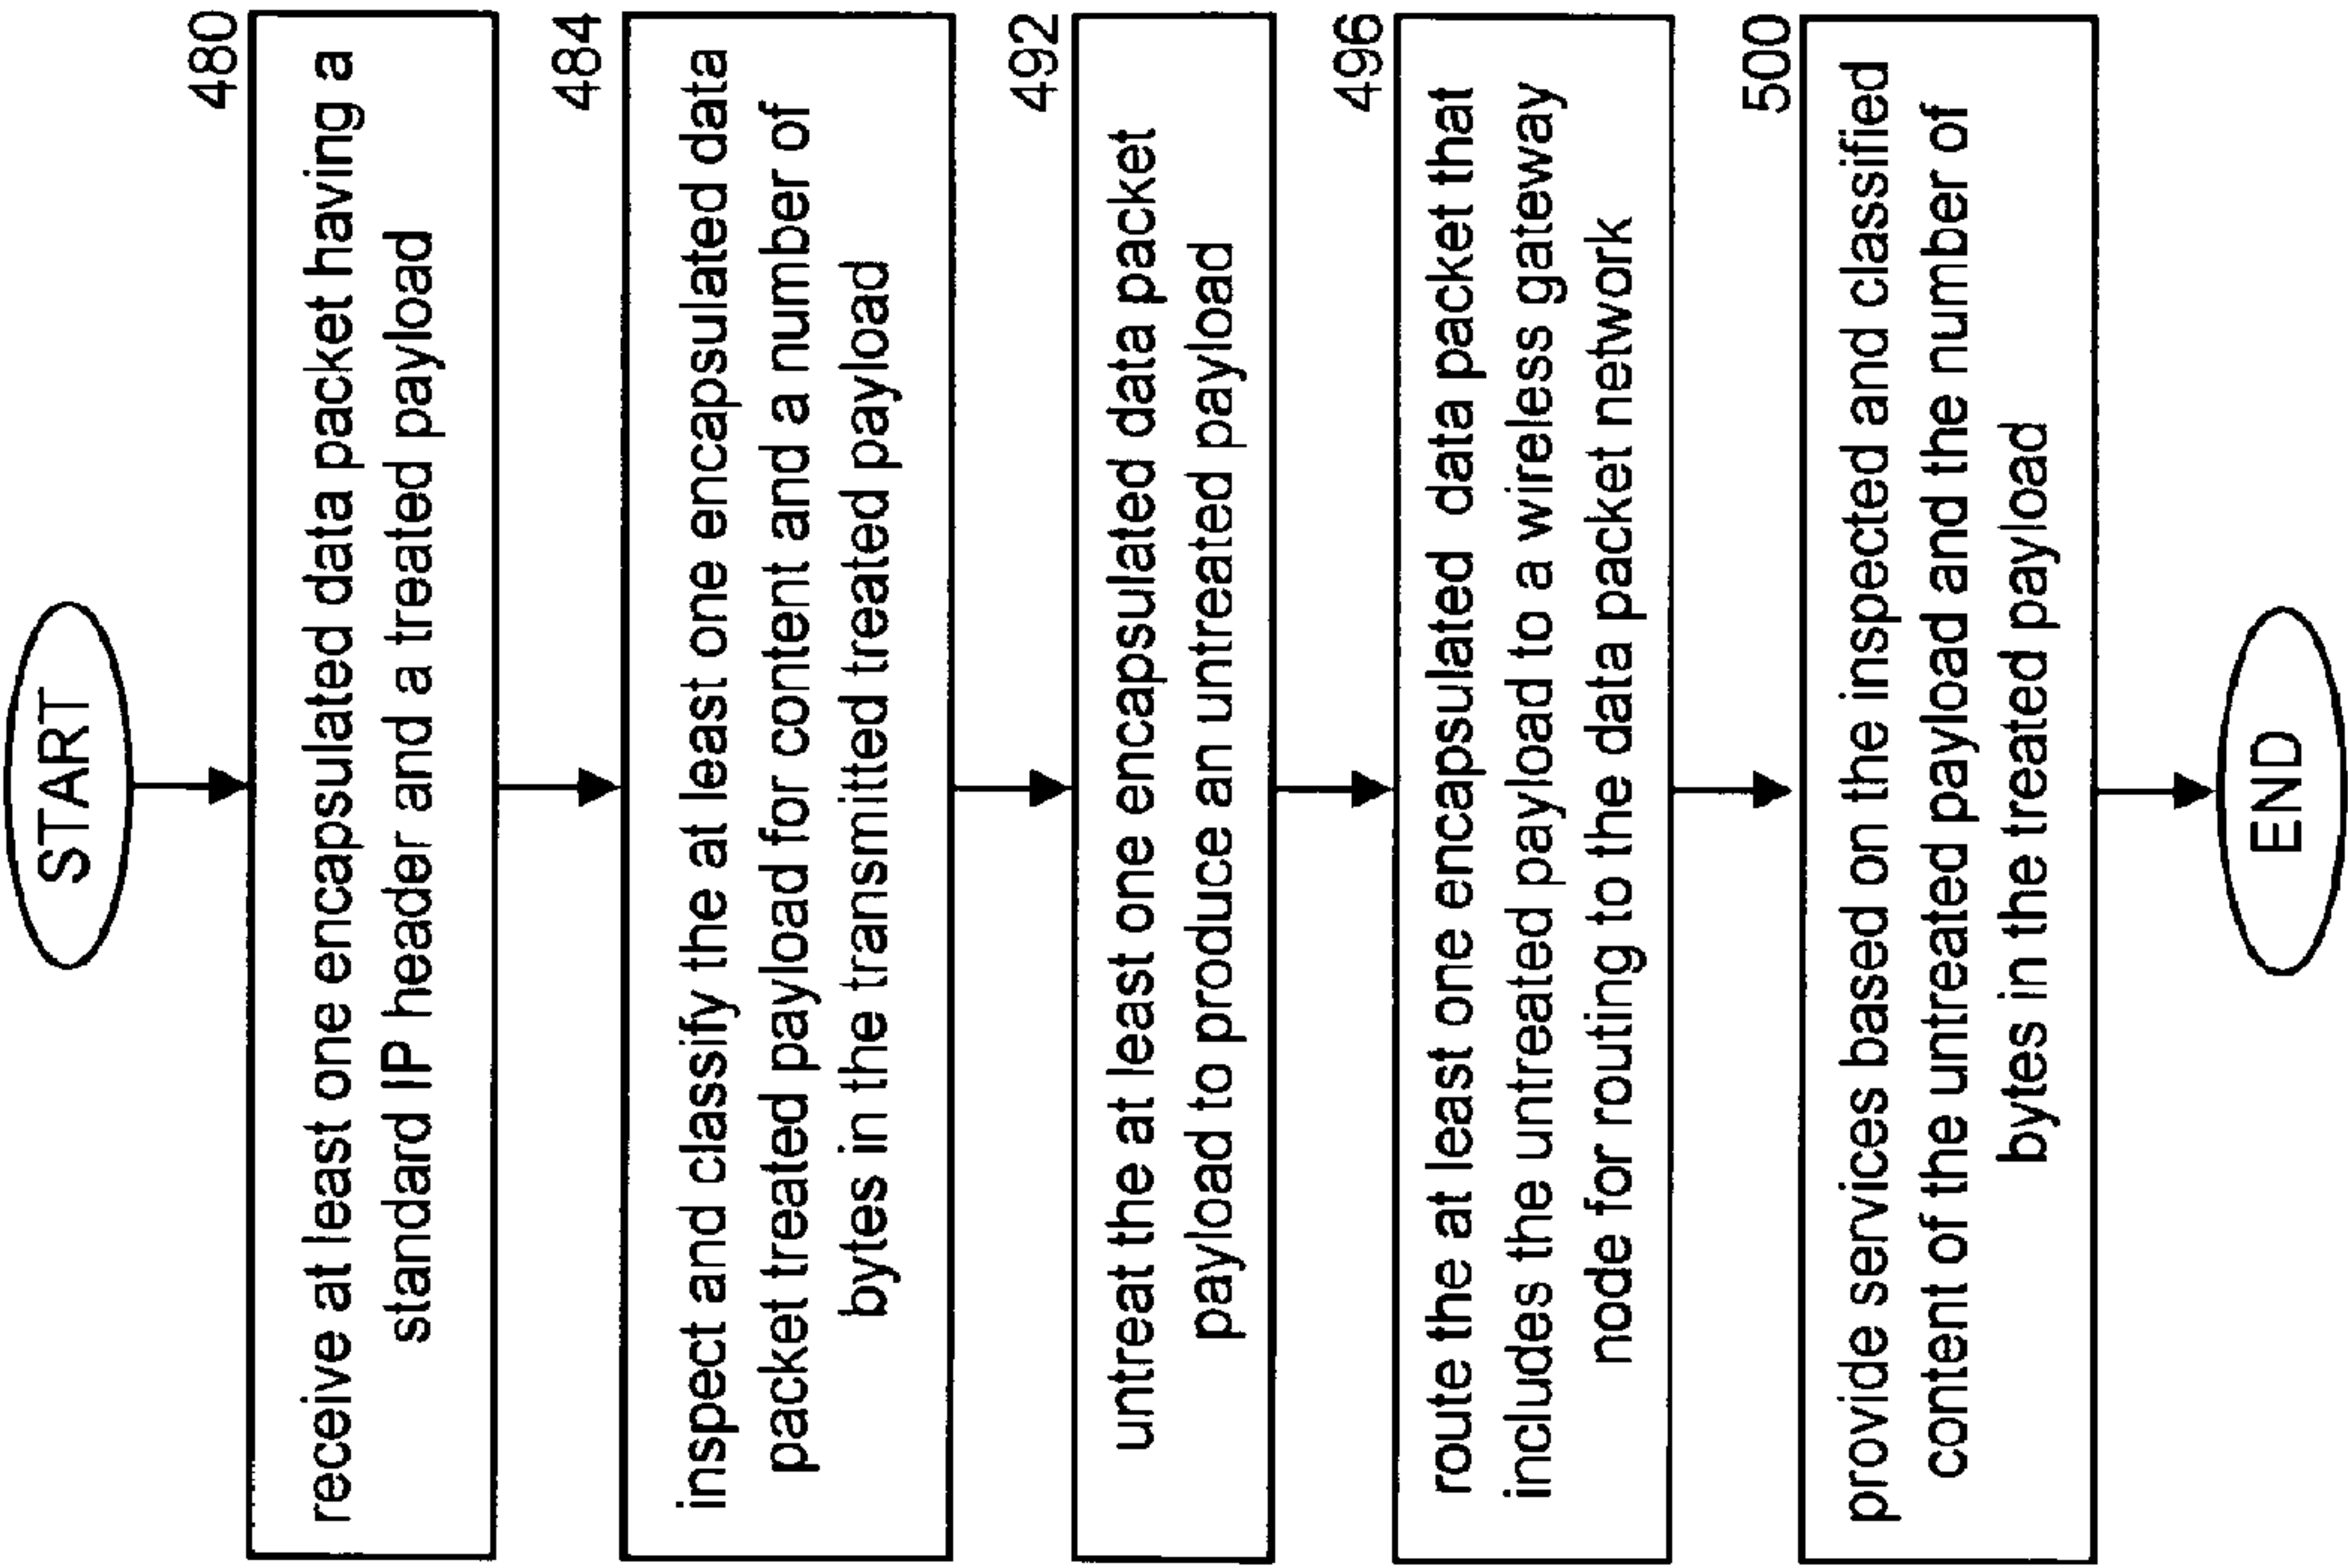 START
480
receive at least one encapsulated data packet having a
standard IP header and a treated payload
484
inspect and classify the at least one encapsulated data
packet treated payload for content and a number of
bytes in the transmitted treated payload
492
untreat the at least one encapsulated data packet
payload to produce an untreated payload
496
route the at least one encapsulated data packet that
includes the untreated payload to a wireless gateway
node for routing to the data packet network
500
provide services based on the inspected and classified
content of the untreated payload and the number of
bytes in the treated payload
END